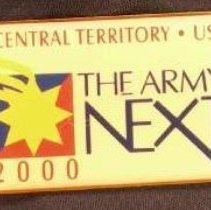 CENTRAL TERRITORY • US
THE ARMY
NEXT
2000